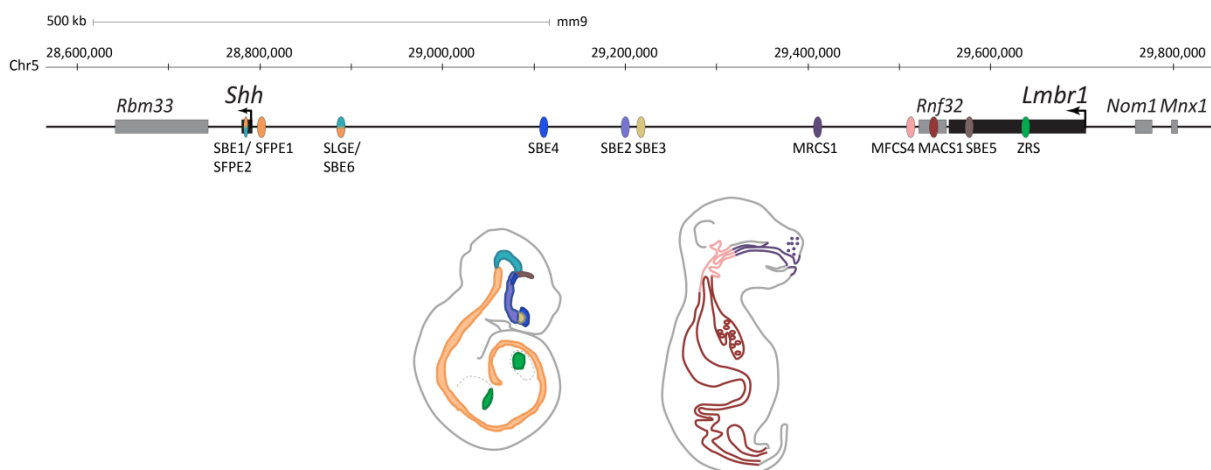 500 kb mm9
28,600,000 28,800,000 29,000,000 29,200,000 29,400,000 29,600,000 29,800,000
Chr5
Rbm33 Shh Rnf32 Lmbr1 Nom1 Mnx1
SBE1/ SFPE1 SLGE/ SBE4 SBE2 SBE3 MRCS1 MFCS4 MACS1 SBE5 ZRS
SFPE2 SBE6